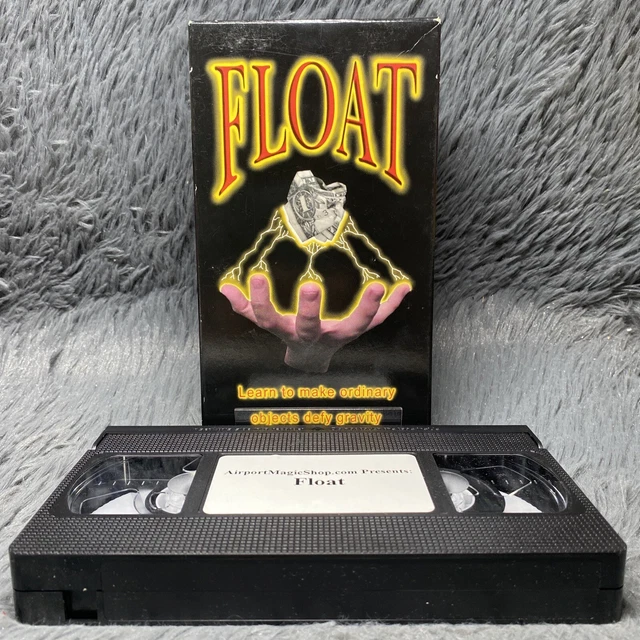 FLOAT
Learn to make ordinary
objects defy gravity
AirportMagicShop.com Presents:
Float